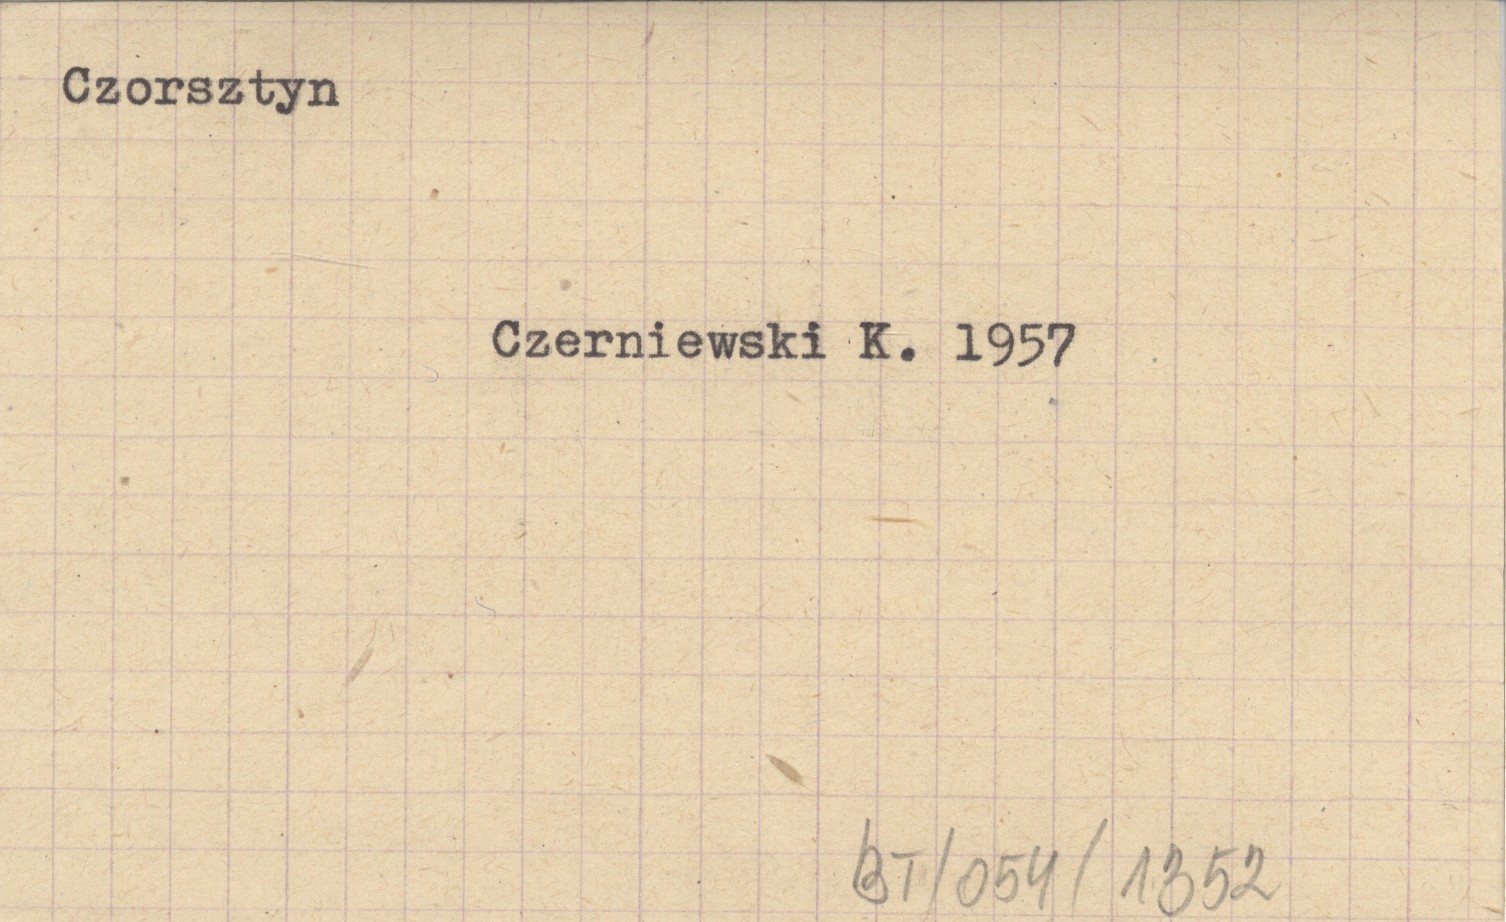 Czorsztyn
Czerniewski K. 1957
BT/054/1352